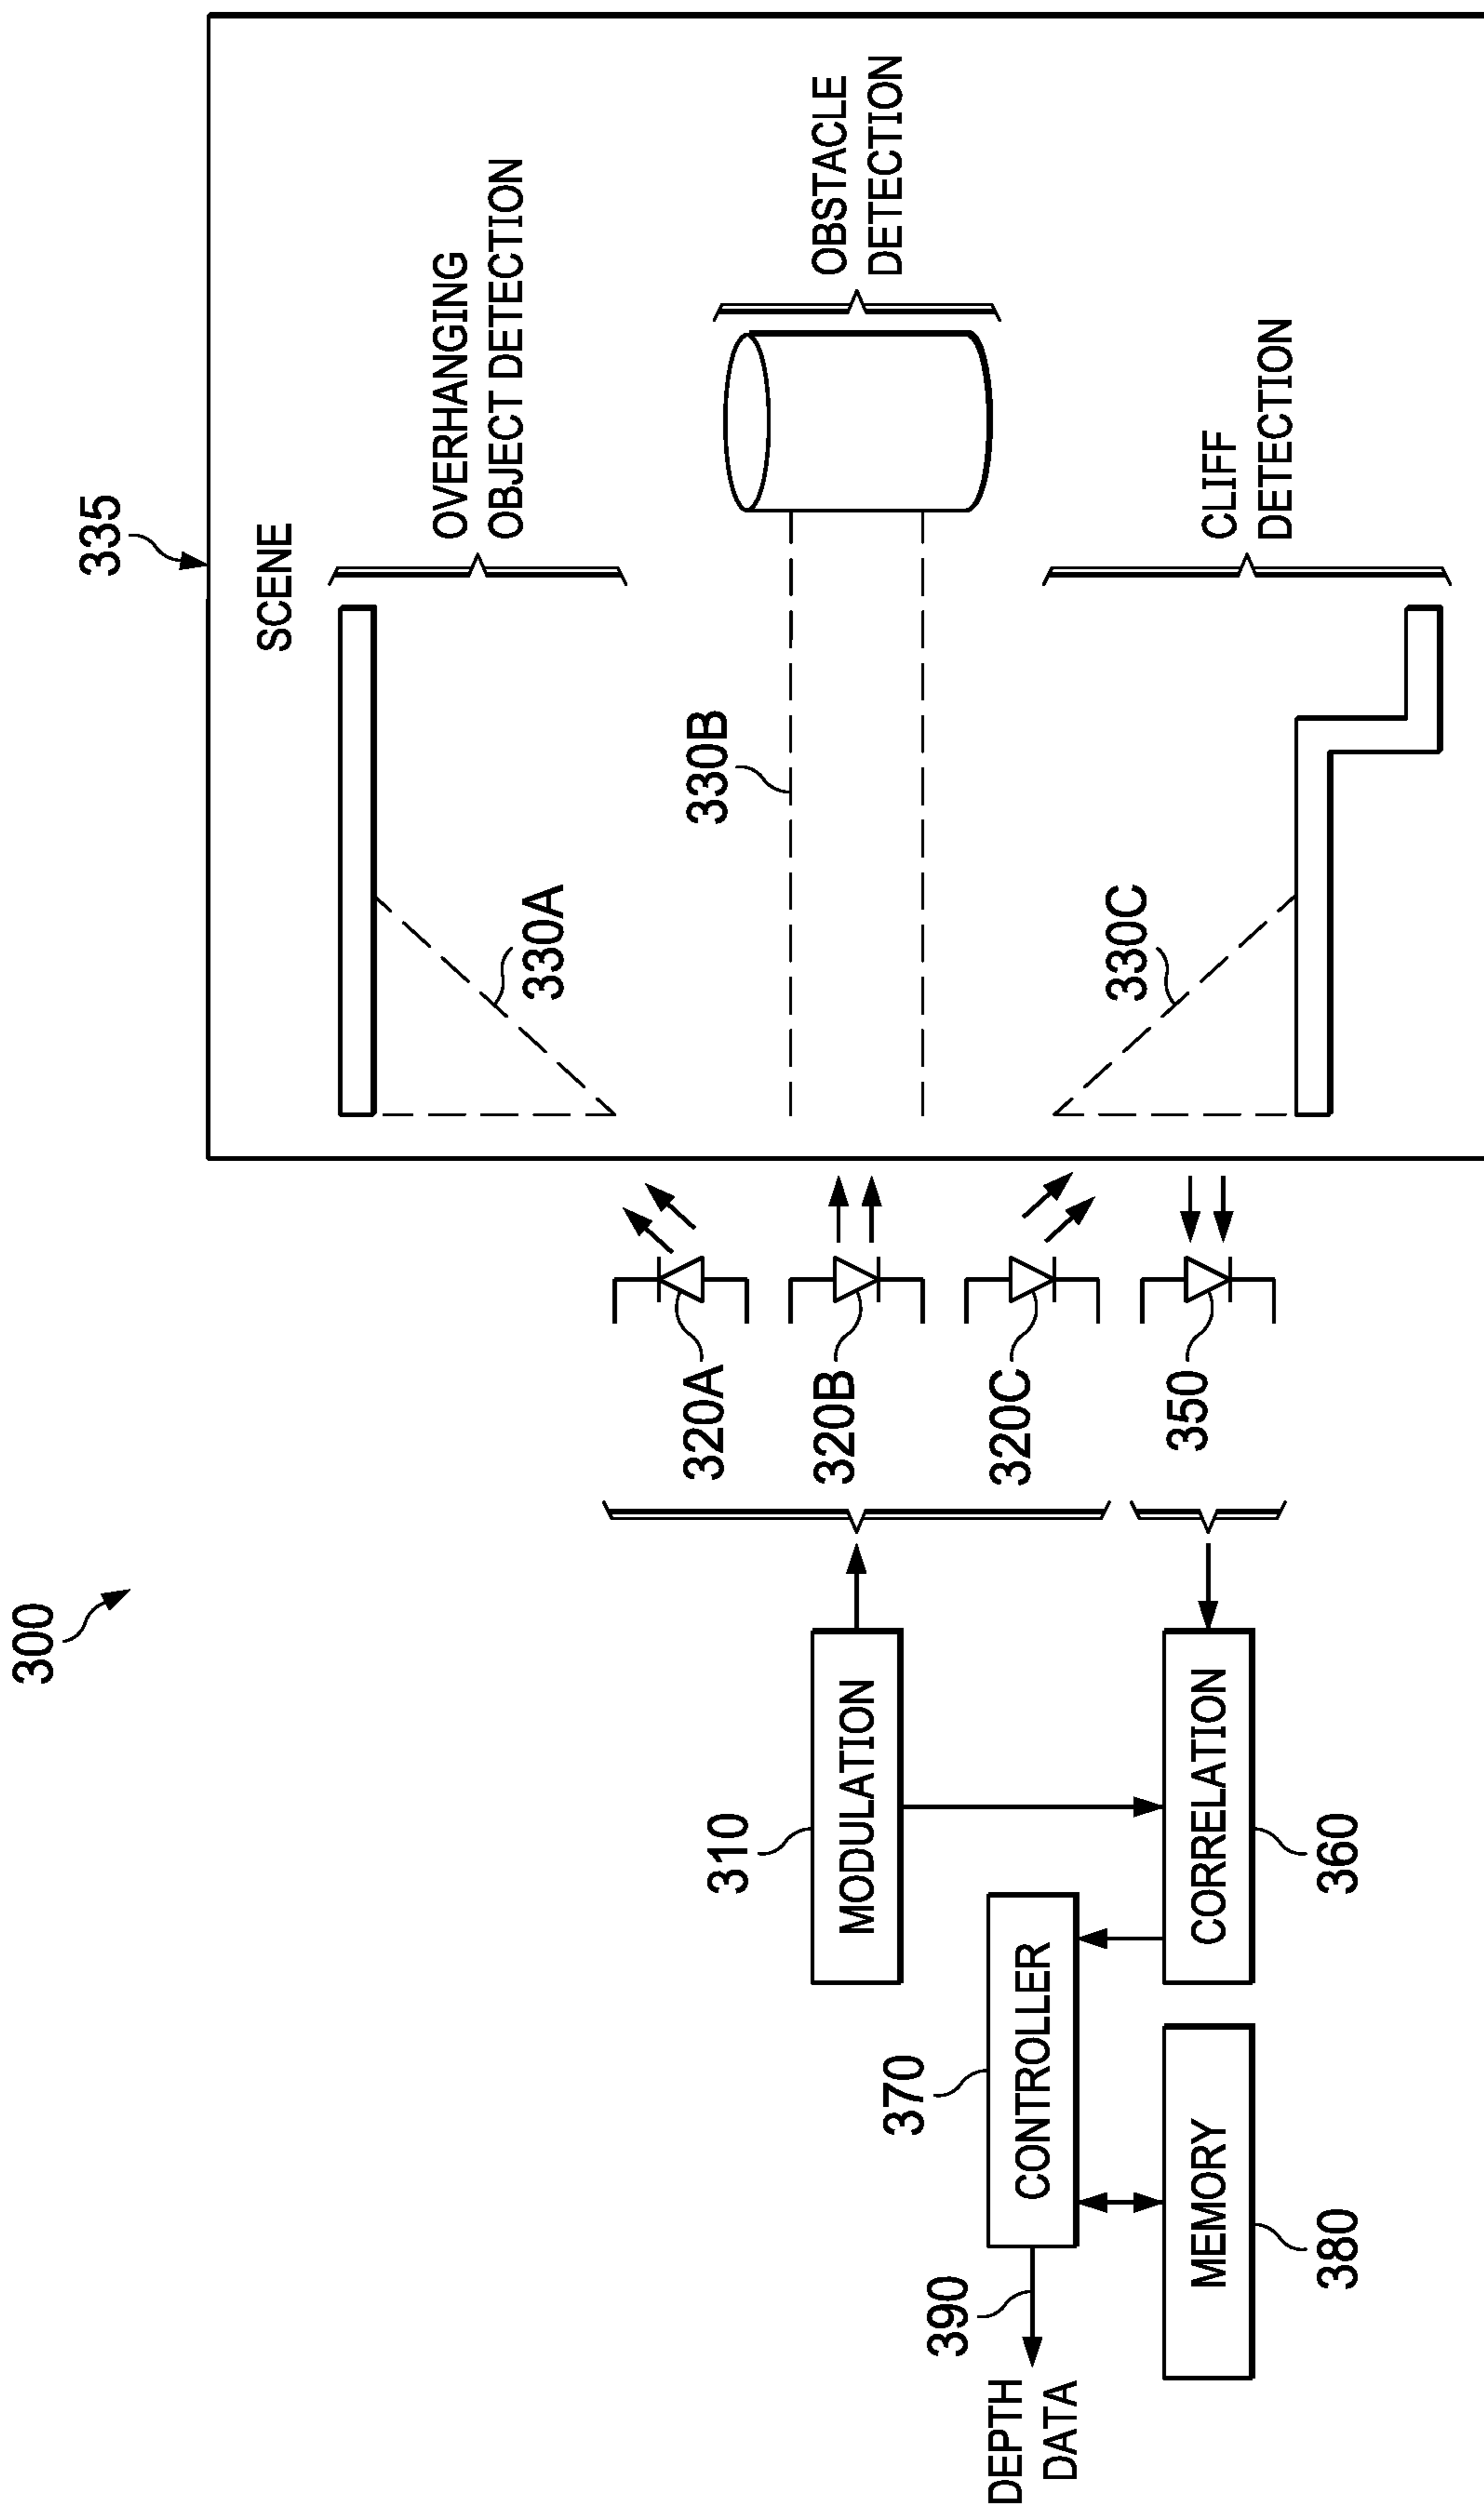 300
335
SCENE
OVERHANGING
OBJECT DETECTION
330A
330B
OBSTACLE
DETECTION
330C
CLIFF
DETECTION
320A
320B
320C
350
310
MODULATION
370
CONTROLLER
390
DEPTH
DATA
CORRELATION
360
MEMORY
380